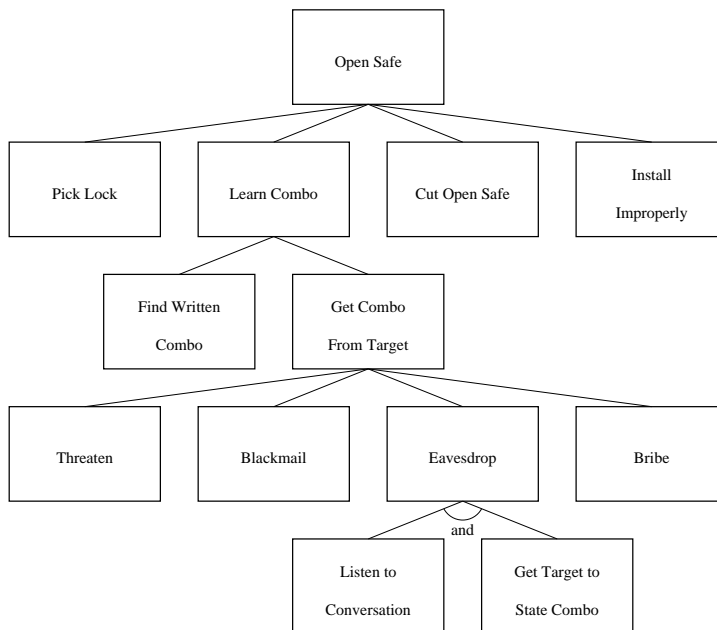 Open Safe
Pick Lock
Learn Combo
Cut Open Safe
Install
Improperly
Find Written
Combo
Get Combo
From Target
Threaten
Blackmail
Eavesdrop
Bribe
and
Listen to
Conversation
Get Target to
State Combo